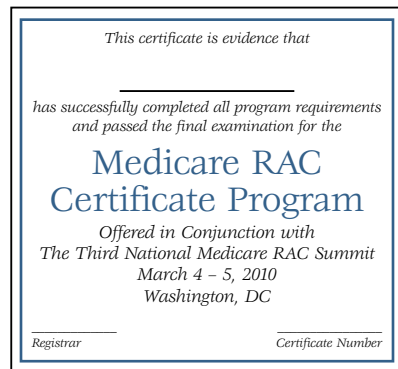 This certificate is evidence that
has successfully completed all program requirements
and passed the final examination for the
Medicare RAC
Certificate Program
Offered in Conjunction with
The Third National Medicare RAC Summit
March 4 – 5, 2010
Washington, DC
Registrar
Certificate Number